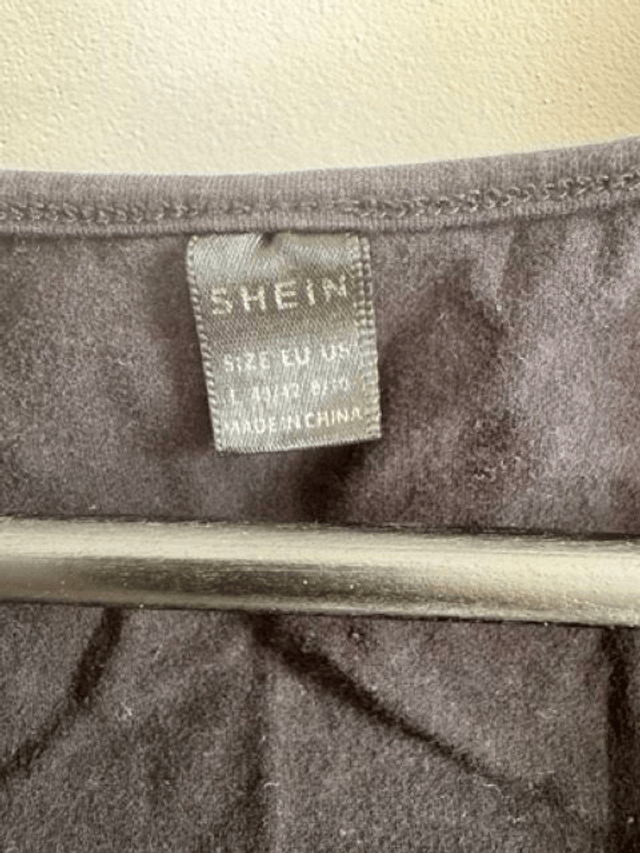 SHEIN
SIZE EU US
L 40/42 8/10
MADE IN CHINA